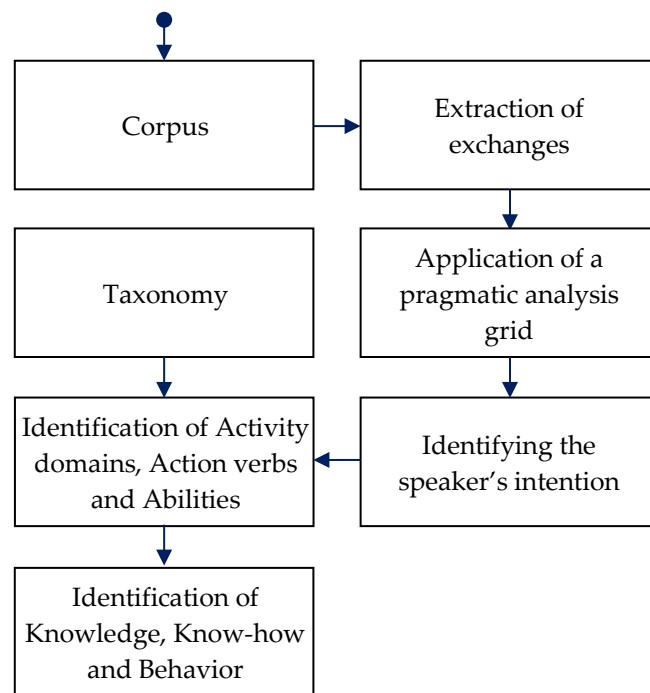 Corpus
Extraction of
exchanges
Taxonomy
Application of a
pragmatic analysis
grid
Identification of Activity
domains, Action verbs
and Abilities
Identifying the
speaker’s intention
Identification of
Knowledge, Know-how
and Behavior